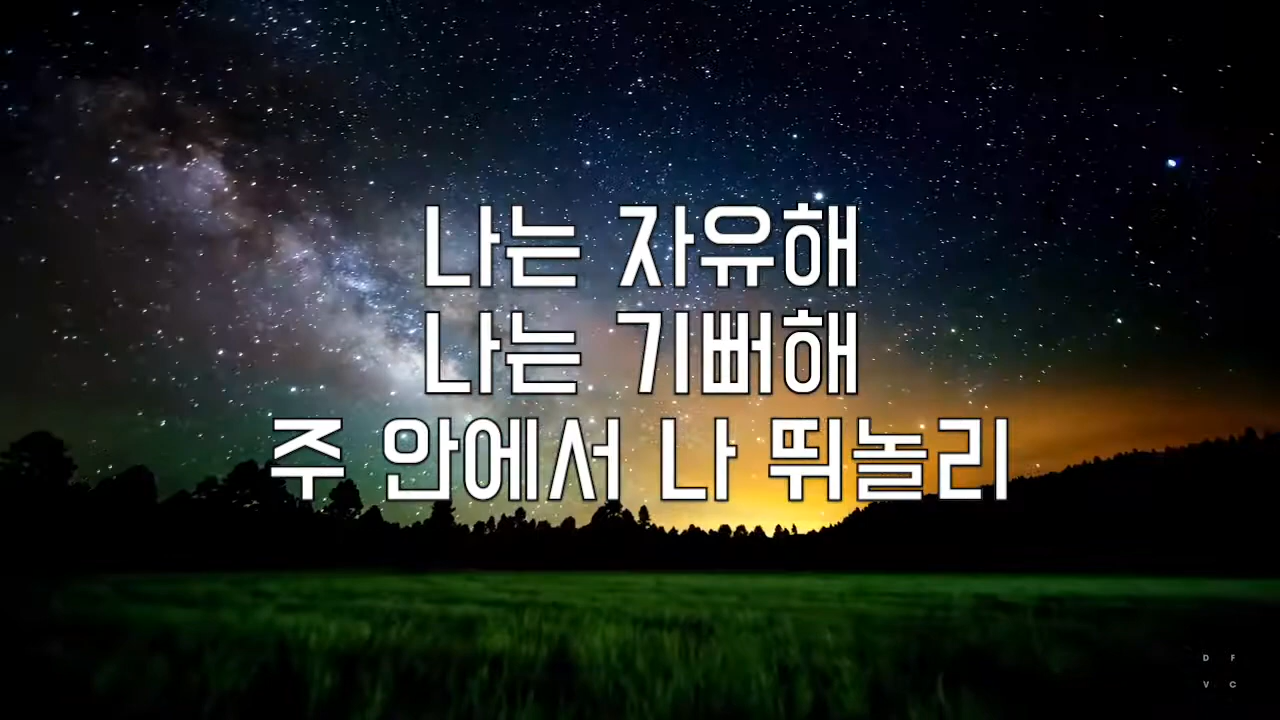 나는 자유해
나는 기뻐해
주 안에서 나 뛰놀리
D F
V C